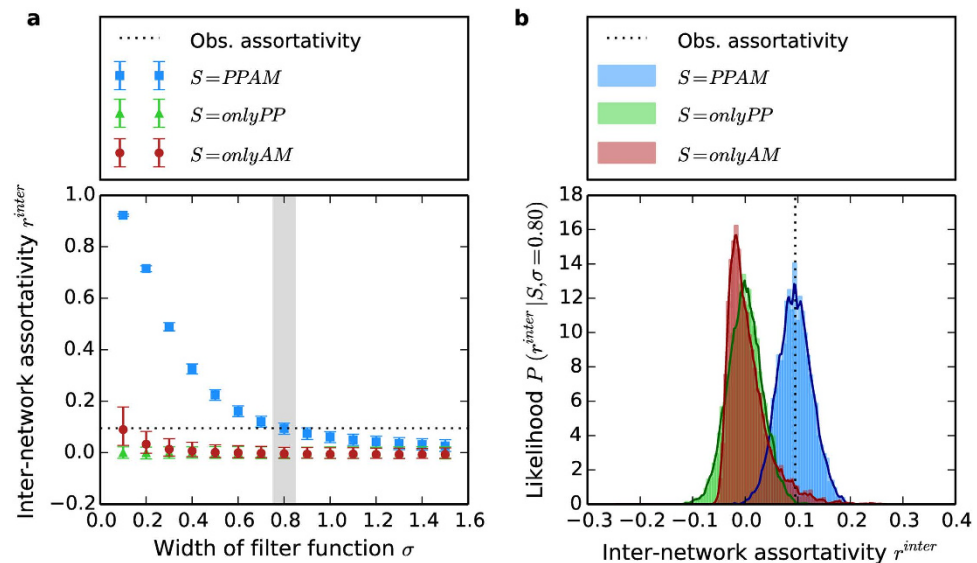 a
Obs. assortativity
S=PPAM
S=onlyPP
S=onlyAM
Inter-network assortativity r^inter
1.0
0.8
0.6
0.4
0.2
0.0
−0.2
0.0 0.2 0.4 0.6 0.8 1.0 1.2 1.4 1.6
Width of filter function σ
b
Obs. assortativity
S=PPAM
S=onlyPP
S=onlyAM
Likelihood P (r^inter|S,σ=0.80)
18
16
14
12
10
8
6
4
2
0
−0.3 −0.2 −0.1 0.0 0.1 0.2 0.3 0.4
Inter-network assortativity r^inter